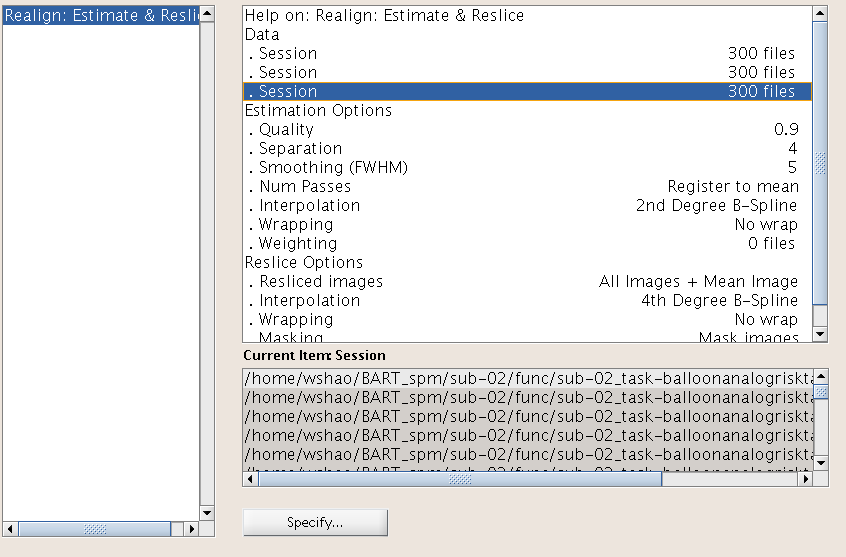 Realign: Estimate & Resli
Help on: Realign: Estimate & Reslice
Data
. Session 300 files
. Session 300 files
. Session 300 files
Estimation Options
. Quality 0.9
. Separation 4
. Smoothing (FWHM) 5
. Num Passes Register to mean
. Interpolation 2nd Degree B-Spline
. Wrapping No wrap
. Weighting 0 files
Reslice Options
. Resliced images All Images + Mean Image
. Interpolation 4th Degree B-Spline
. Wrapping No wrap
. Masking Mask images
Current Item: Session
/home/wshao/BART_spm/sub-02/func/sub-02_task-balloonanalogriskta
/home/wshao/BART_spm/sub-02/func/sub-02_task-balloonanalogriskta
/home/wshao/BART_spm/sub-02/func/sub-02_task-balloonanalogriskta
/home/wshao/BART_spm/sub-02/func/sub-02_task-balloonanalogriskta
/home/wshao/BART_spm/sub-02/func/sub-02_task-balloonanalogriskta
Specify...